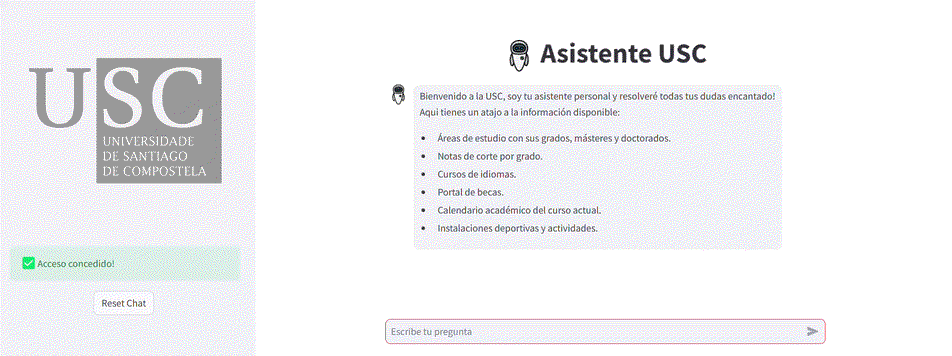 USC
UNIVERSIDADE
DE SANTIAGO
DE COMPOSTELA
Acceso concedido!
Reset Chat
Asistente USC
Bienvenido a la USC, soy tu asistente personal y resolveré todas tus dudas encantado!
Aqui tienes un atajo a la información disponible:
• Áreas de estudio con sus grados, másteres y doctorados.
• Notas de corte por grado.
• Cursos de idiomas.
• Portal de becas.
• Calendario académico del curso actual.
• Instalaciones deportivas y actividades.
Escribe tu pregunta